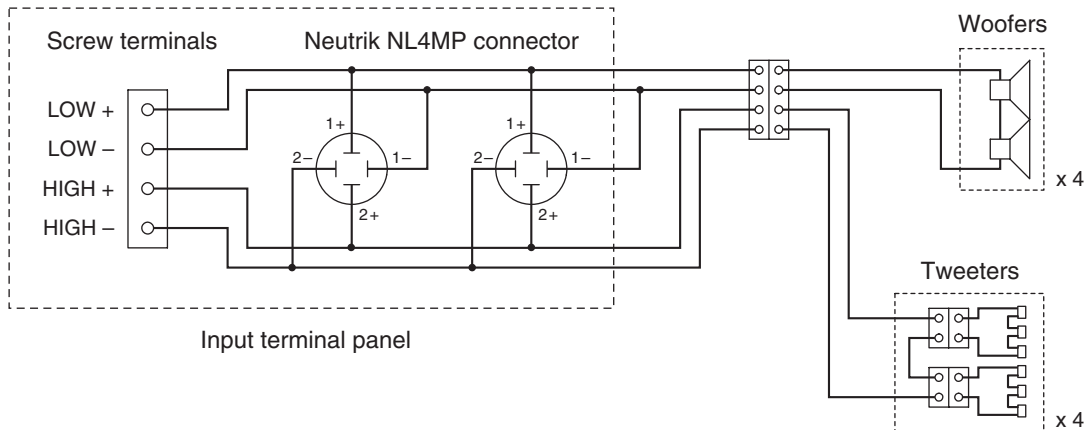 Screw terminals
Neutrik NL4MP connector
Woofers
LOW +
LOW –
HIGH +
HIGH –
1+
2–
1–
2+
1+
2–
1–
2+
x 4
Tweeters
x 4
Input terminal panel